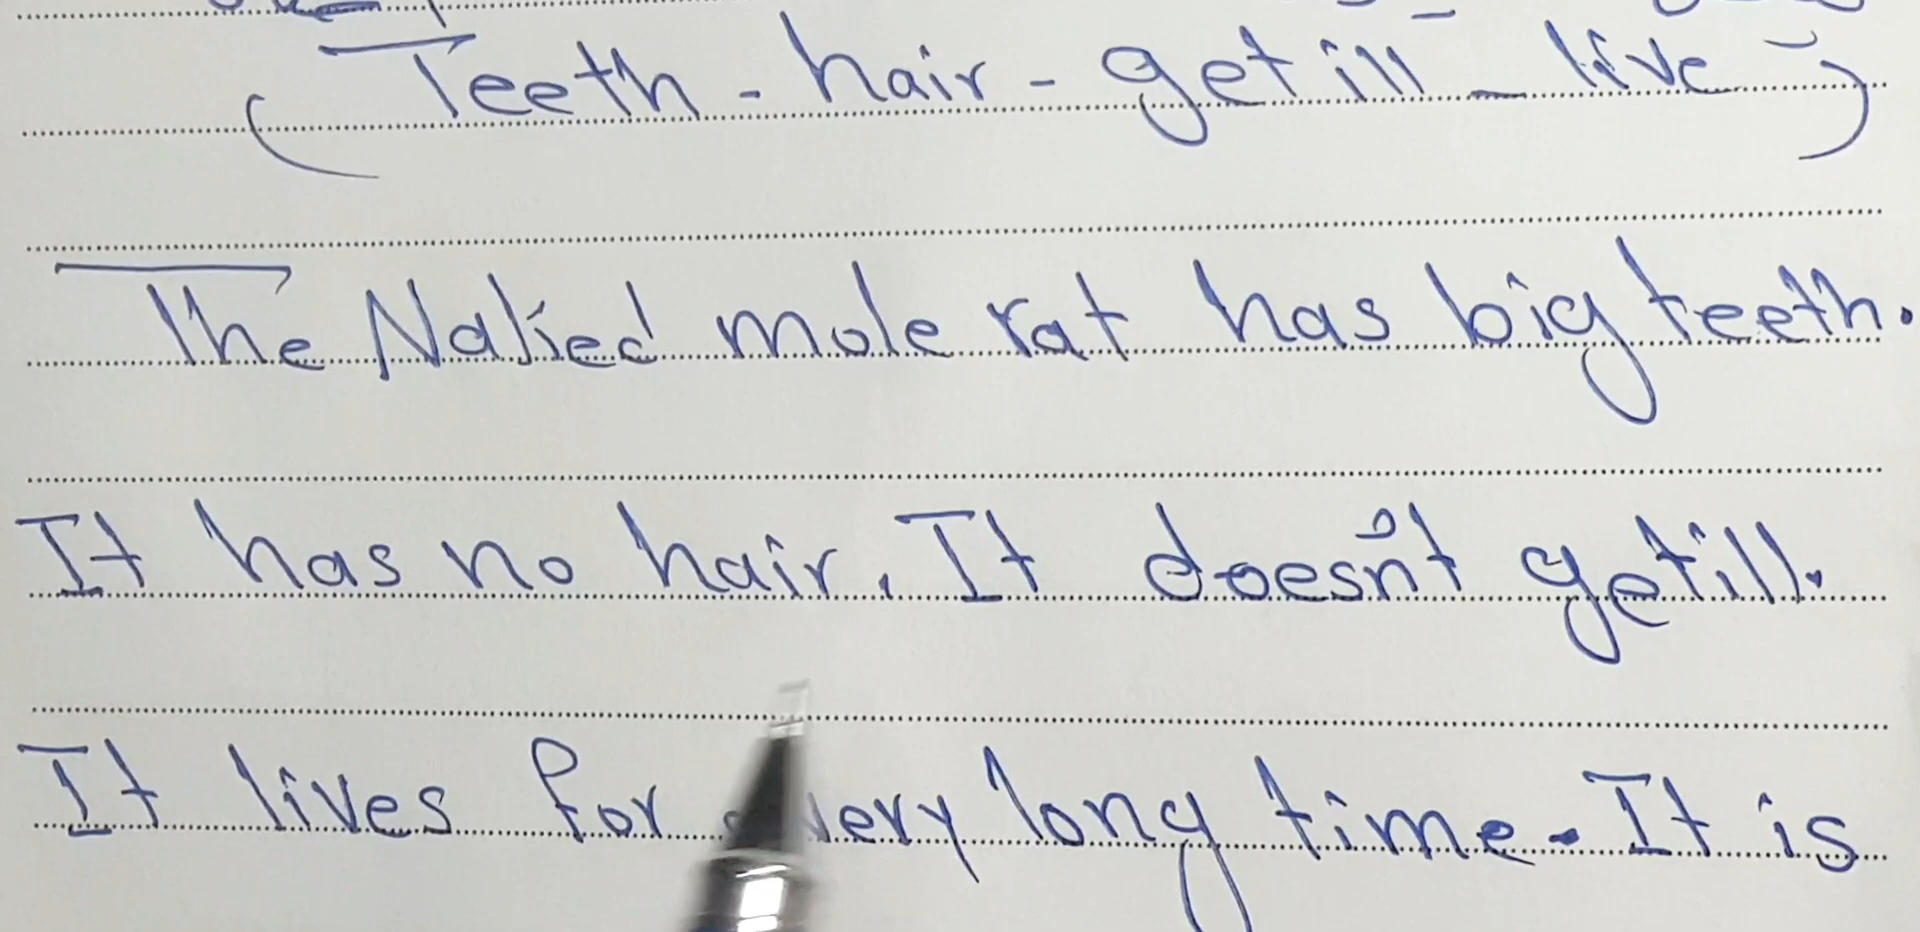 ( Teeth - hair - get ill - live )
The Naked mole rat has big teeth.
It has no hair. It doesn't get ill.
It lives for very long time. It is